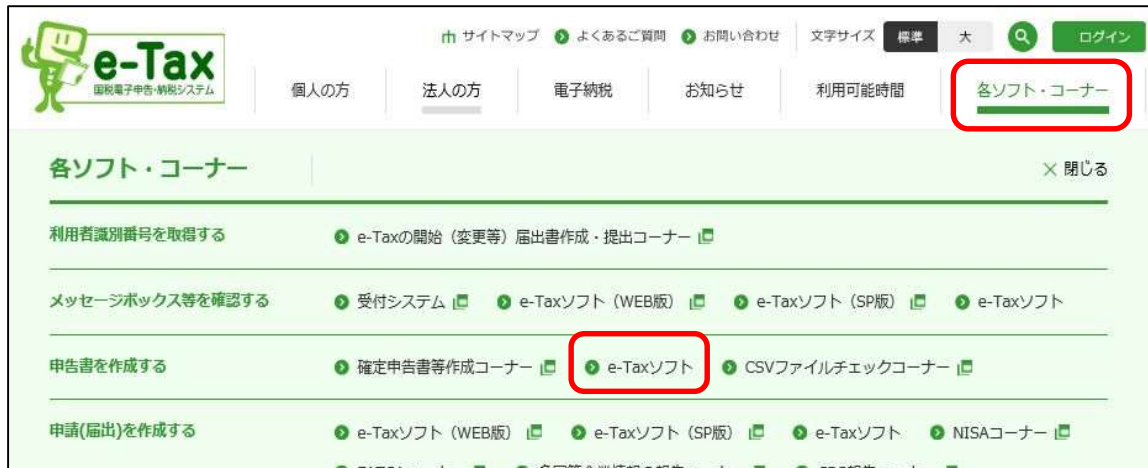 サイトマップ よくあるご質問 お問い合わせ 文字サイズ 標準 大 ログイン
e-Tax
国税電子申告・納税システム
個人の方 法人の方 電子納税 お知らせ 利用可能時間 各ソフト・コーナー
各ソフト・コーナー × 閉じる
利用者識別番号を取得する e-Taxの開始（変更等）届出書作成・提出コーナー
メッセージボックス等を確認する 受付システム e-Taxソフト（WEB版） e-Taxソフト（SP版） e-Taxソフト
申告書を作成する 確定申告書等作成コーナー e-Taxソフト CSVファイルチェックコーナー
申請(届出)を作成する e-Taxソフト（WEB版） e-Taxソフト（SP版） e-Taxソフト NISAコーナー